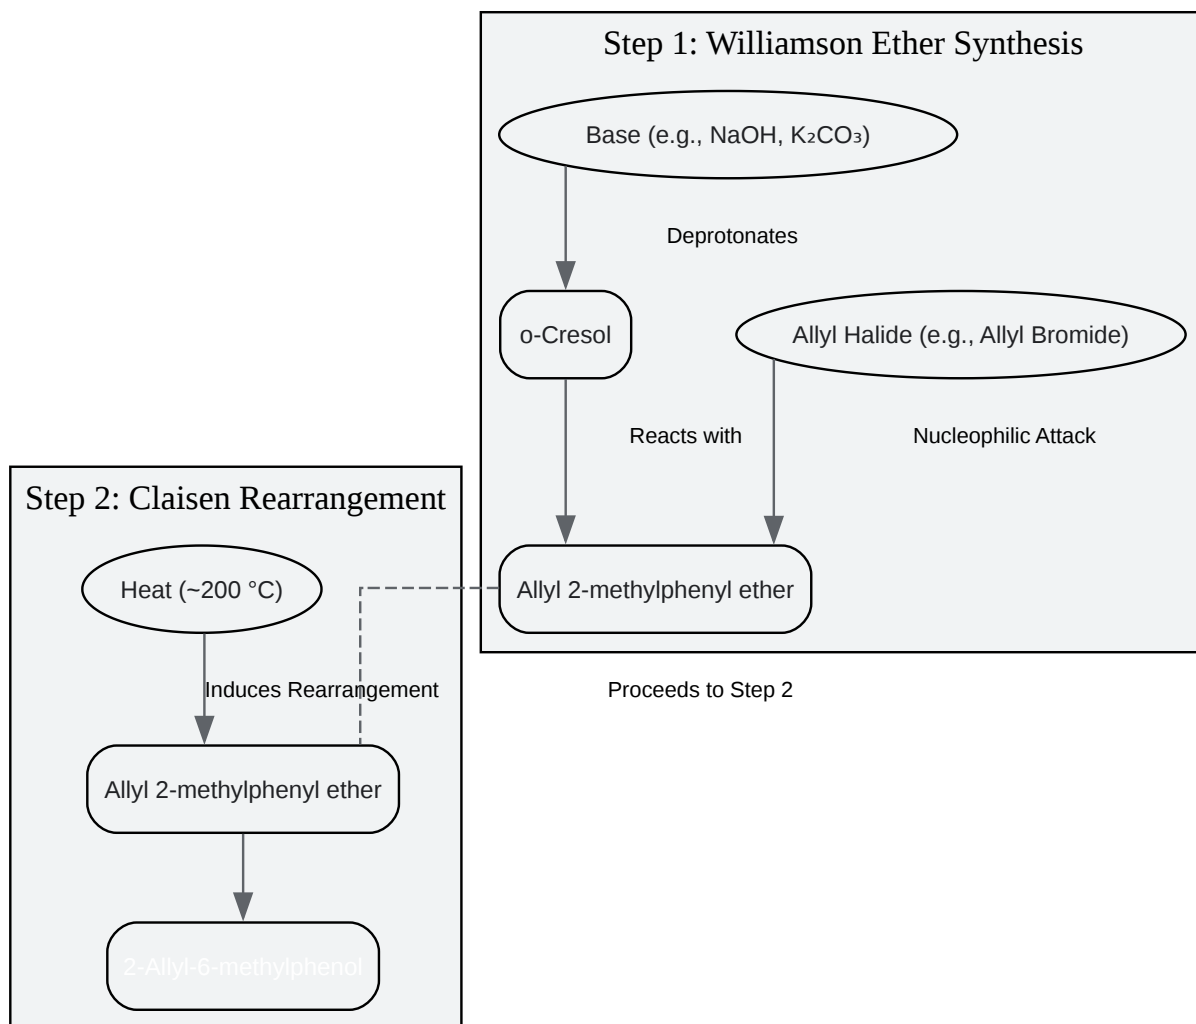 Step 1: Williamson Ether Synthesis
Base (e.g., NaOH, K₂CO₃)
Deprotonates
o-Cresol
Allyl Halide (e.g., Allyl Bromide)
Reacts with
Nucleophilic Attack
Allyl 2-methylphenyl ether
Proceeds to Step 2
Step 2: Claisen Rearrangement
Heat (~200 °C)
Induces Rearrangement
Allyl 2-methylphenyl ether
2-Allyl-6-methylphenol